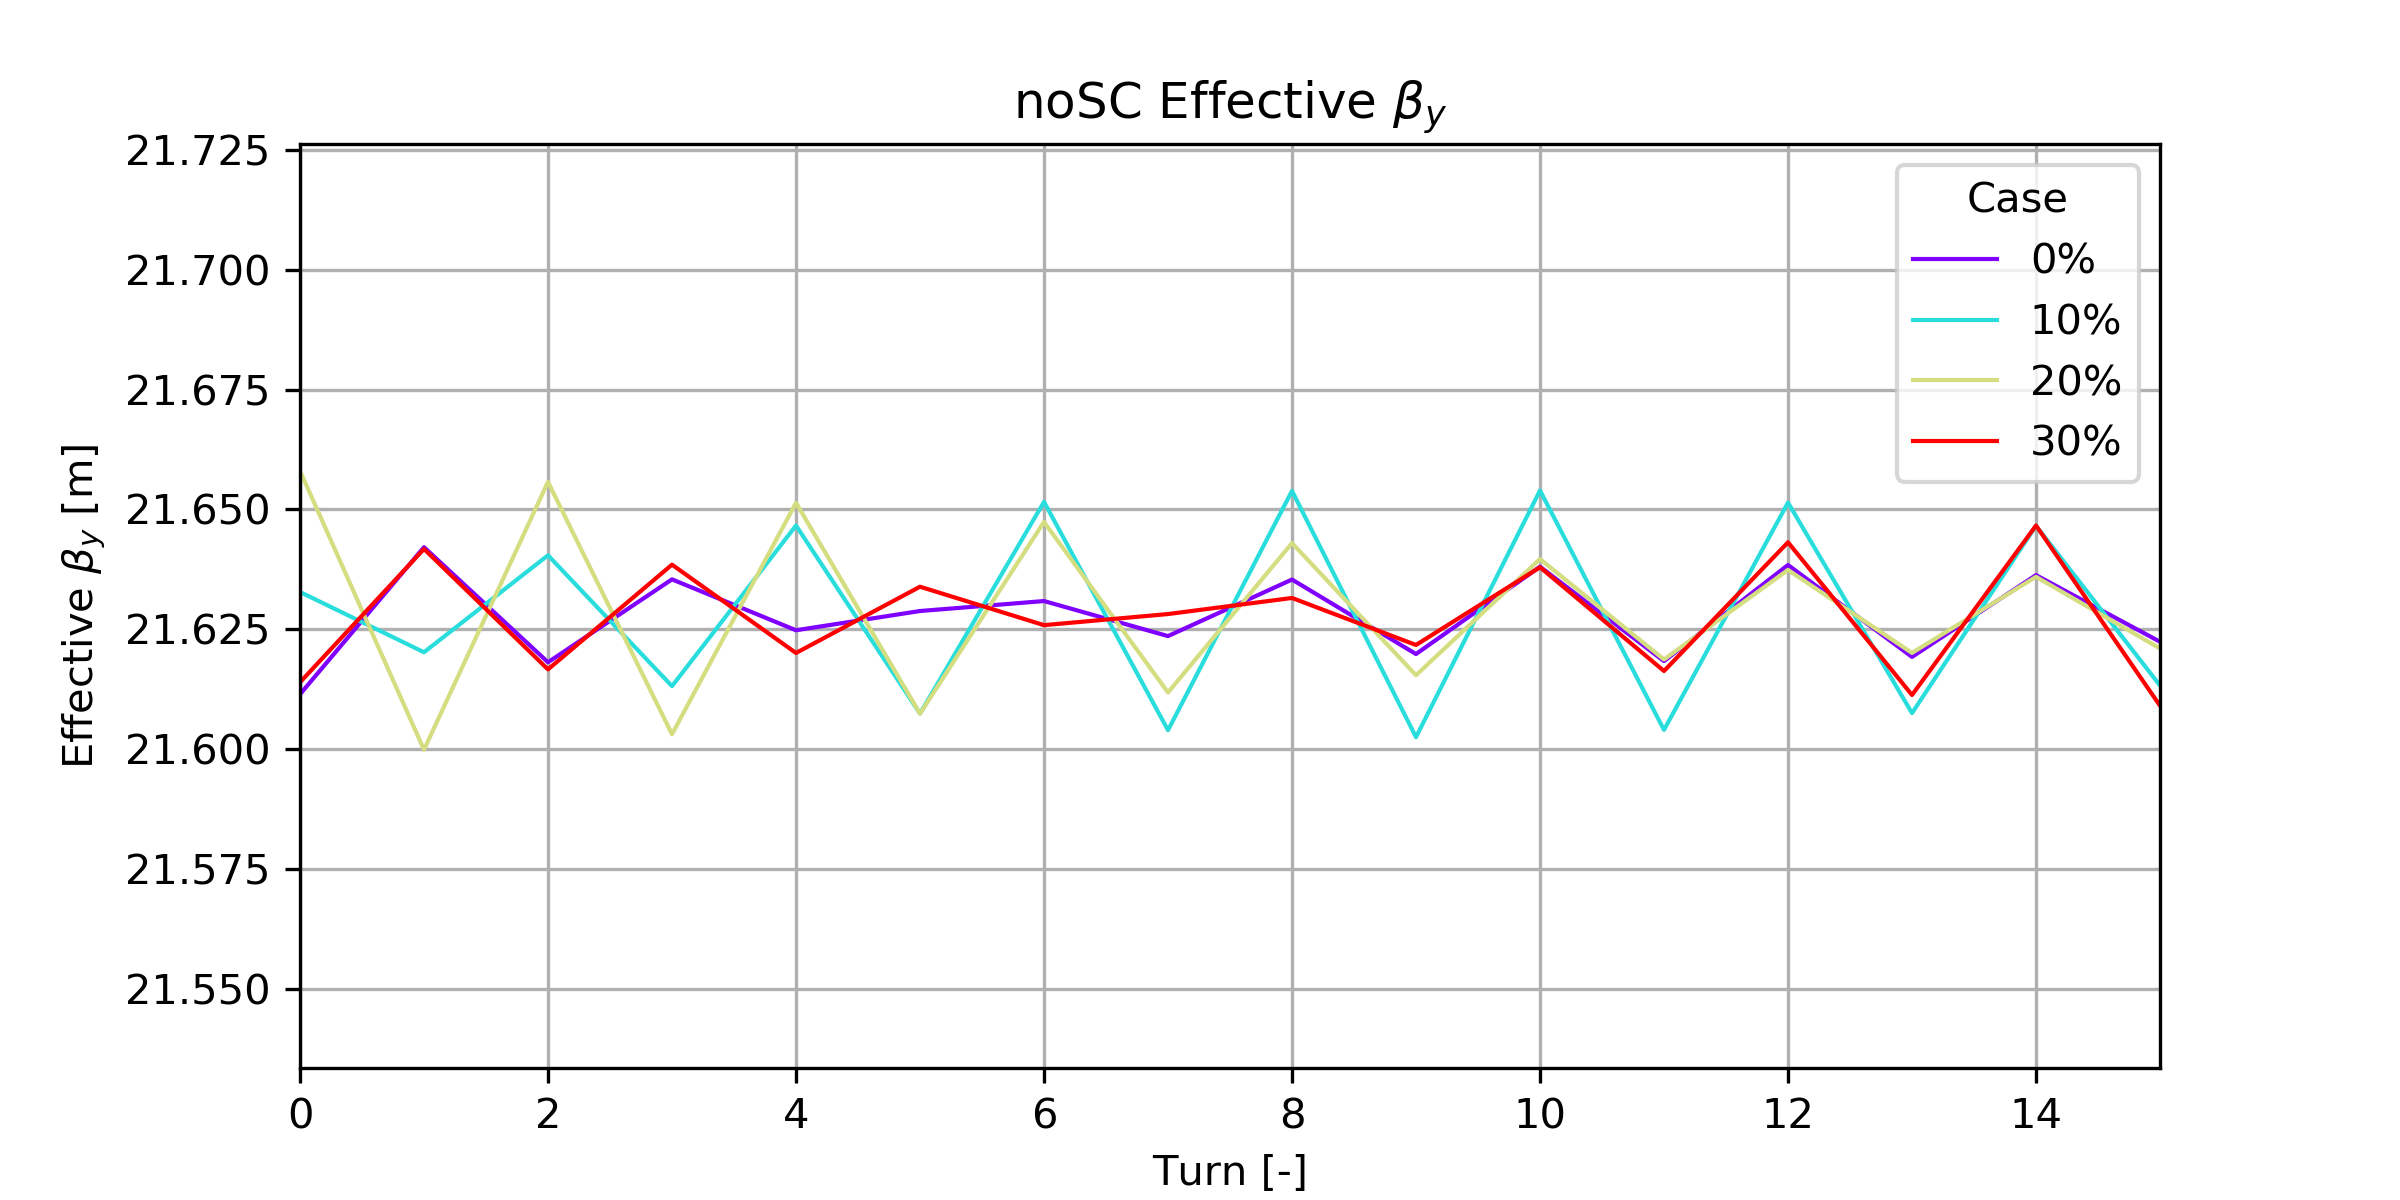 noSC Effective βy
21.725
21.700
21.675
21.650
21.625
21.600
21.575
21.550
Effective βy [m]
Case
0%
10%
20%
30%
0 2 4 6 8 10 12 14
Turn [-]